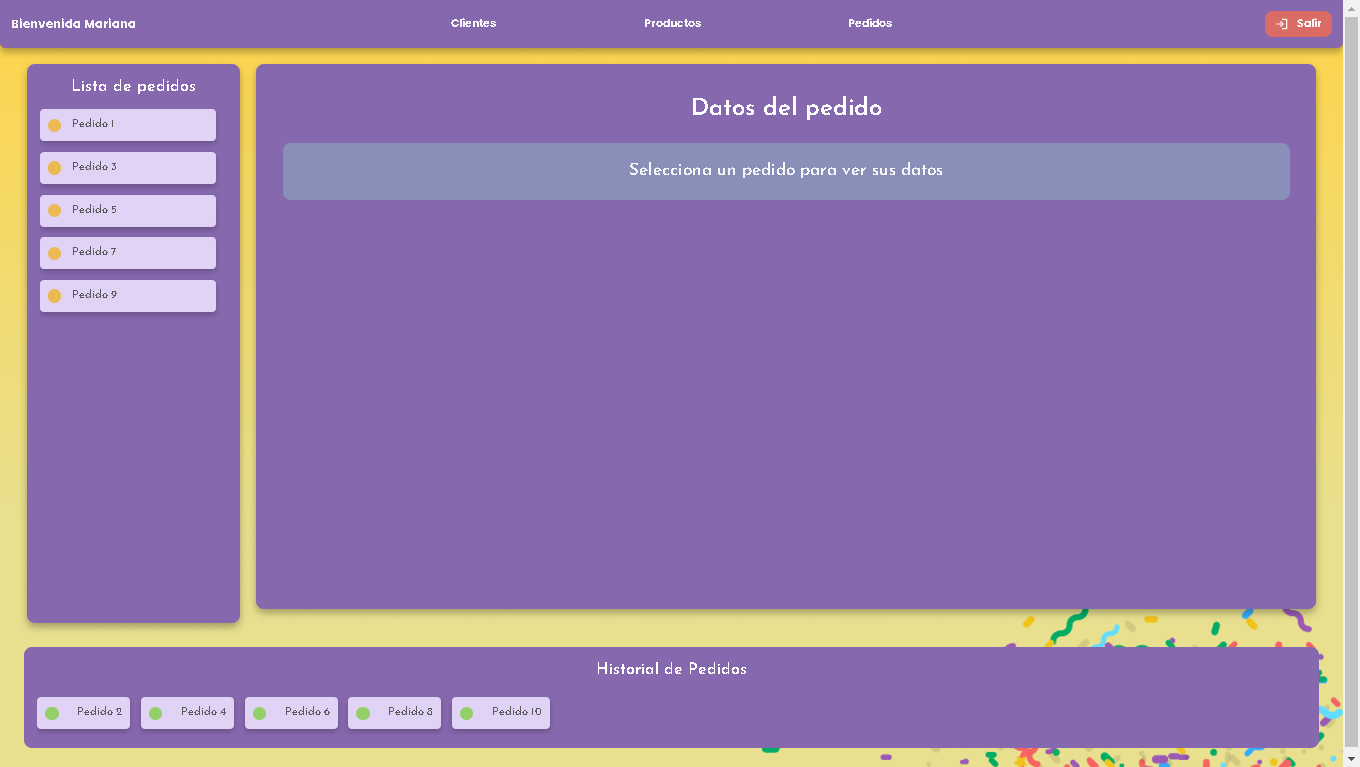 Bienvenida Mariana
Clientes
Productos
Pedidos
Salir
Lista de pedidos
Pedido 1
Pedido 3
Pedido 5
Pedido 7
Pedido 9
Datos del pedido
Selecciona un pedido para ver sus datos
Historial de Pedidos
Pedido 2
Pedido 4
Pedido 6
Pedido 8
Pedido 10